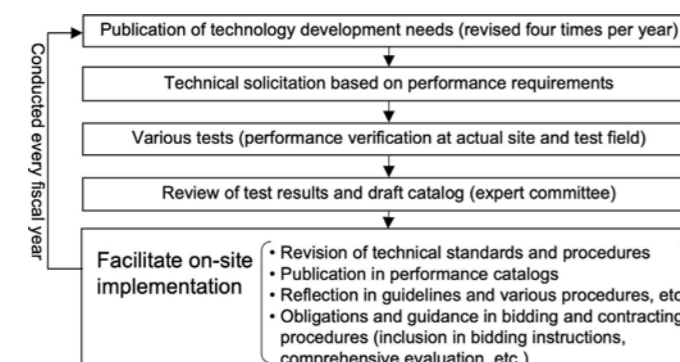 Publication of technology development needs (revised four times per year)
Technical solicitation based on performance requirements
Various tests (performance verification at actual site and test field)
Review of test results and draft catalog (expert committee)
Conducted every fiscal year
Facilitate on-site
implementation
• Revision of technical standards and procedures
• Publication in performance catalogs
• Reflection in guidelines and various procedures, etc
• Obligations and guidance in bidding and contracting
procedures (inclusion in bidding instructions,
comprehensive evaluation, etc.)